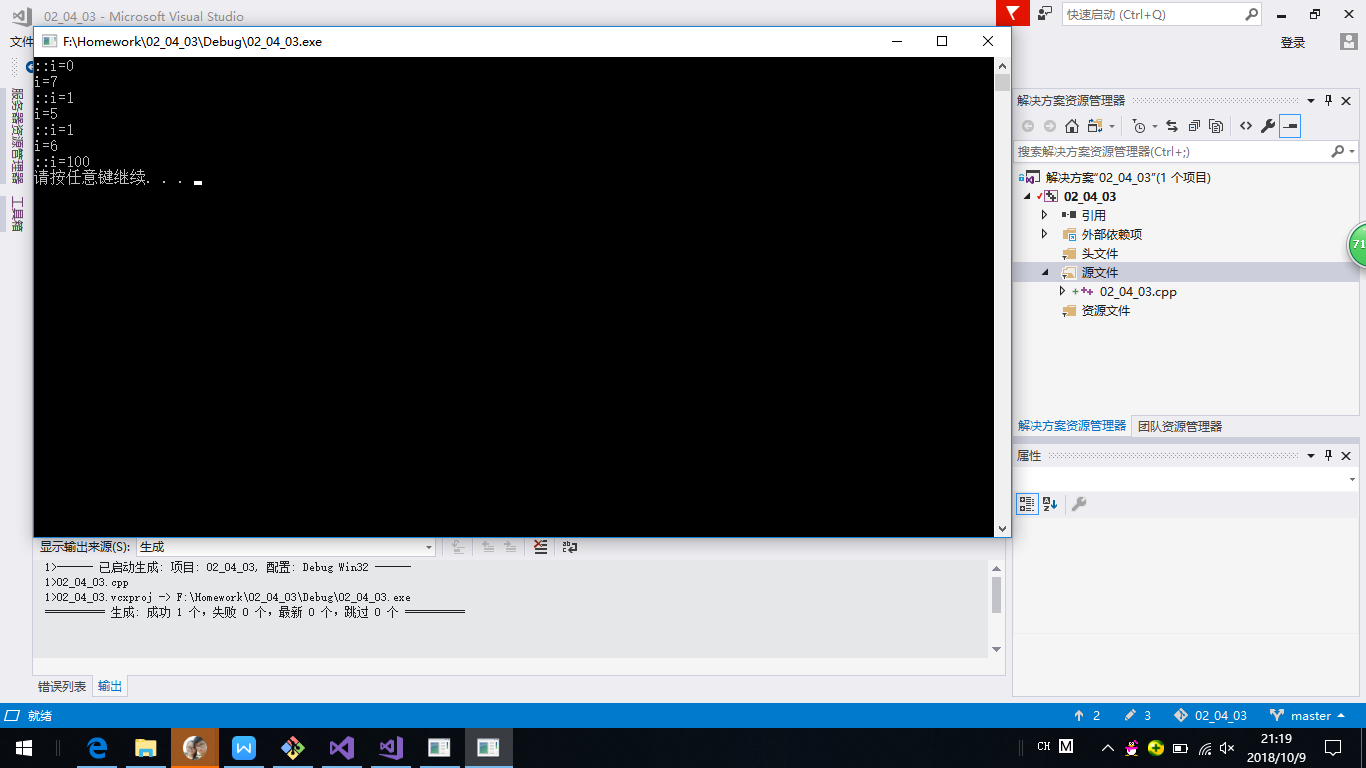 02_04_03 - Microsoft Visual Studio
快速启动 (Ctrl+Q)
文件
登录
F:\Homework\02_04_03\Debug\02_04_03.exe
::i=0
i=7
::i=1
i=5
::i=1
i=6
::i=100
请按任意键继续. . .
服务器资源管理器
工具箱
解决方案资源管理器
搜索解决方案资源管理器(Ctrl+;)
解决方案"02_04_03"(1 个项目)
02_04_03
引用
外部依赖项
头文件
源文件
02_04_03.cpp
资源文件
71
解决方案资源管理器 团队资源管理器
属性
显示输出来源(S): 生成
1>------ 已启动生成: 项目: 02_04_03, 配置: Debug Win32 ------
1>02_04_03.cpp
1>02_04_03.vcxproj -> F:\Homework\02_04_03\Debug\02_04_03.exe
========== 生成: 成功 1 个，失败 0 个，最新 0 个，跳过 0 个 ==========
错误列表 输出
就绪
2 3 02_04_03 master
CH M
21:19
2018/10/9